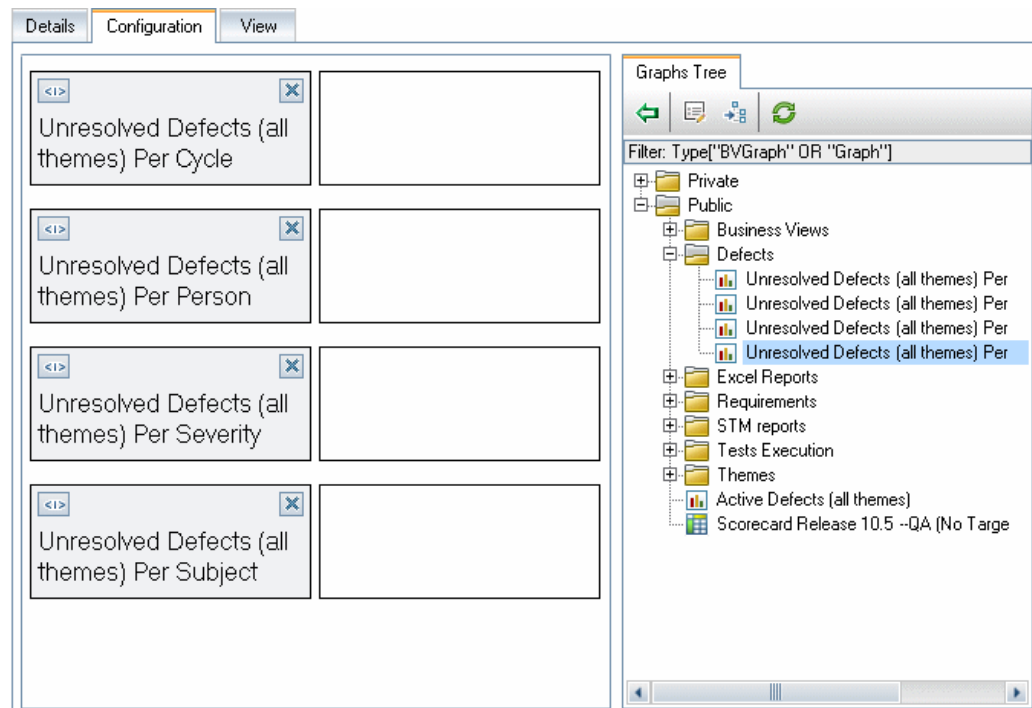 Details Configuration View
Unresolved Defects (all
themes) Per Cycle
Unresolved Defects (all
themes) Per Person
Unresolved Defects (all
themes) Per Severity
Unresolved Defects (all
themes) Per Subject
Graphs Tree
Filter: Type["BVGraph" OR "Graph"]
Private
Public
Business Views
Defects
Unresolved Defects (all themes) Per
Unresolved Defects (all themes) Per
Unresolved Defects (all themes) Per
Unresolved Defects (all themes) Per
Excel Reports
Requirements
STM reports
Tests Execution
Themes
Active Defects (all themes)
Scorecard Release 10.5 --QA (No Targe